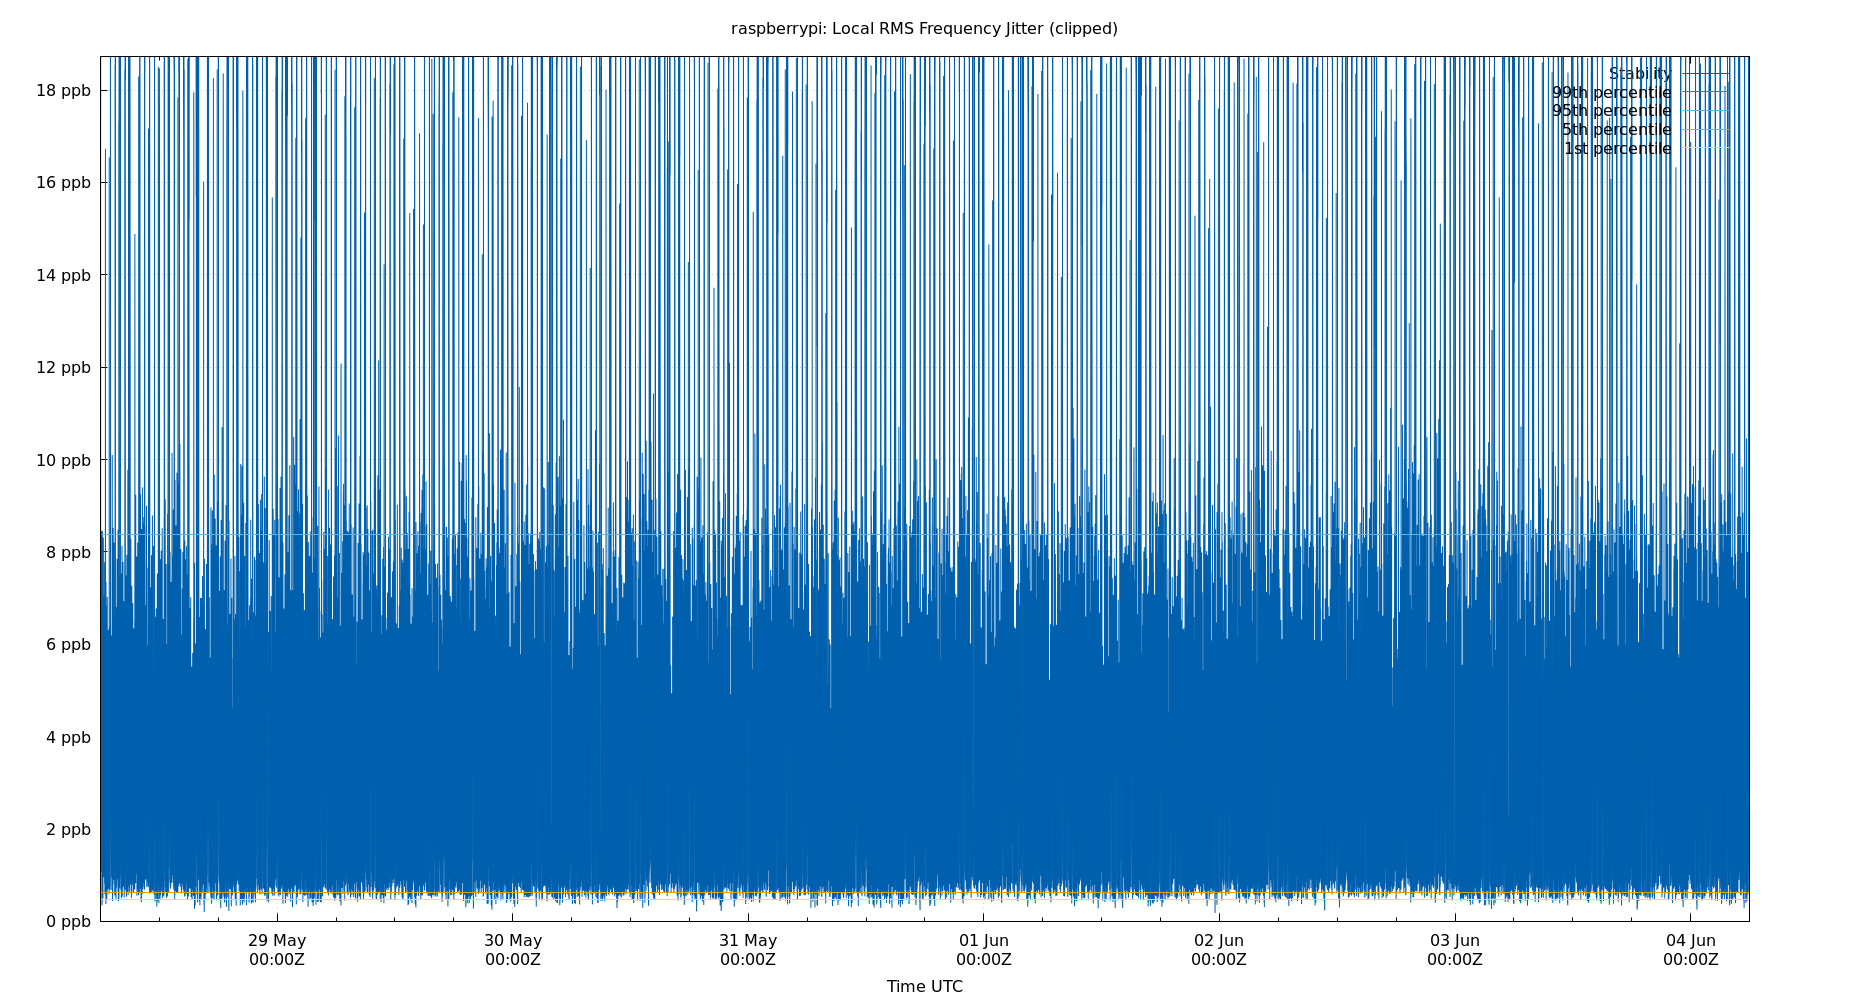 raspberrypi: Local RMS Frequency Jitter (clipped)
Stability
99th percentile
95th percentile
5th percentile
1st percentile
18 ppb
16 ppb
14 ppb
12 ppb
10 ppb
8 ppb
6 ppb
4 ppb
2 ppb
0 ppb
29 May 30 May 31 May 01 Jun 02 Jun 03 Jun 04 Jun
00:00Z 00:00Z 00:00Z 00:00Z 00:00Z 00:00Z 00:00Z
Time UTC